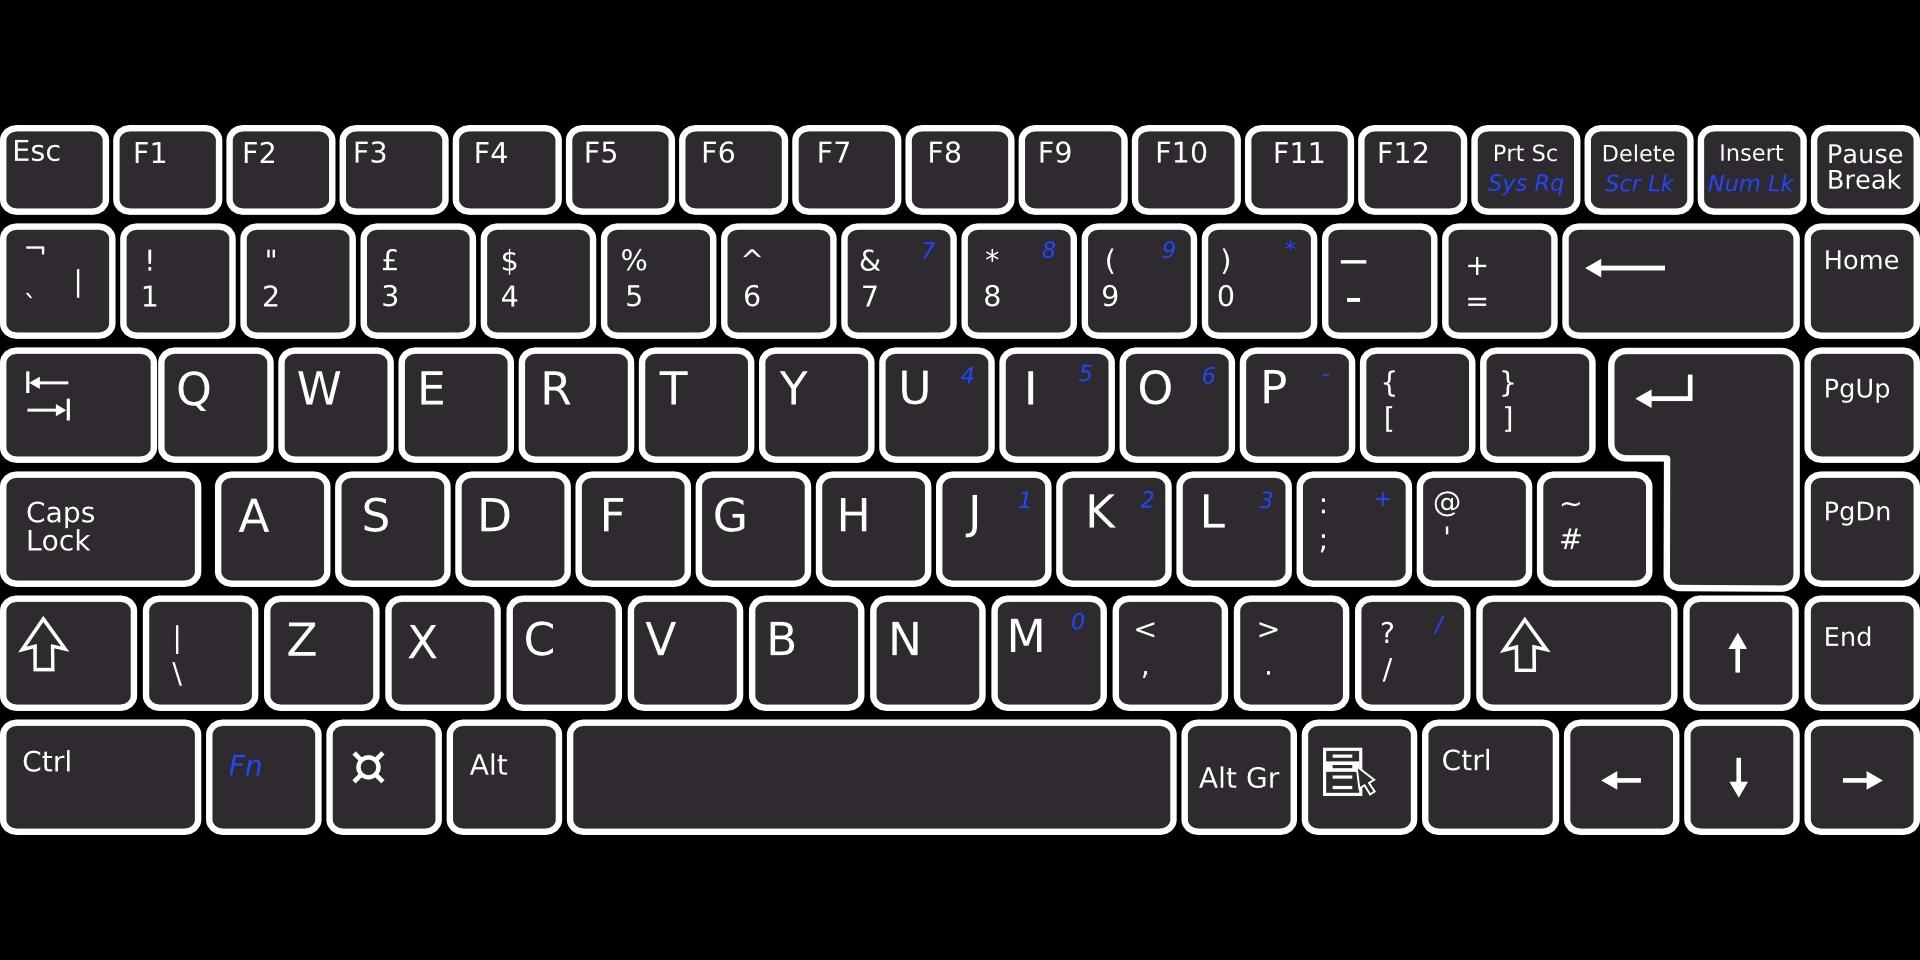 Esc F1 F2 F3 F4 F5 F6 F7 F8 F9 F10 F11 F12 Prt Sc Delete Insert Pause
Sys Rq Scr Lk Num Lk Break
¬ ! " £ $ % ^ & 7 * 8 ( 9 ) * _ + Home
` | 1 2 3 4 5 6 7 8 9 0 - =
Q W E R T Y U 4 I 5 O 6 P - { } PgUp
[ ]
Caps A S D F G H J 1 K 2 L 3 : + @ ~ PgDn
Lock ; ' #
| Z X C V B N M 0 < > ? / End
\ , . /
Ctrl Fn Alt Alt Gr Ctrl